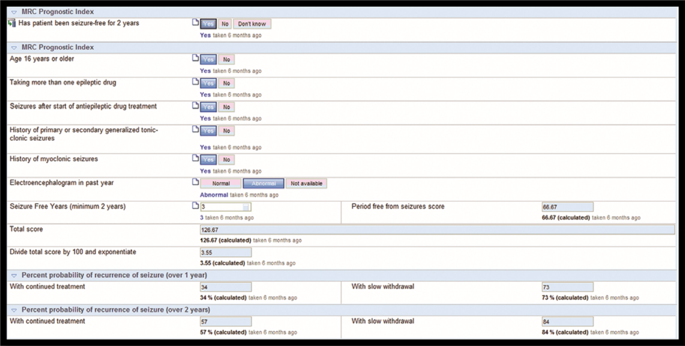 MRC Prognostic Index
Has patient been seizure-free for 2 years Yes No Don't know
Yes taken 6 months ago
MRC Prognostic Index
Age 16 years or older Yes No
Yes taken 6 months ago
Taking more than one epileptic drug Yes No
Yes taken 6 months ago
Seizures after start of antiepileptic drug treatment Yes No
Yes taken 6 months ago
History of primary or secondary generalized tonic-
clonic seizures Yes No
Yes taken 6 months ago
History of myoclonic seizures Yes No
Yes taken 6 months ago
Electroencephalogram in past year Normal Abnormal Not available
Abnormal taken 6 months ago
Seizure Free Years (minimum 2 years) 3 Period free from seizures score 66.67
3 taken 6 months ago 66.67 (calculated) taken 6 months ago
Total score 126.67
126.67 (calculated) taken 6 months ago
Divide total score by 100 and exponentiate 3.55
3.55 (calculated) taken 6 months ago
Percent probability of recurrence of seizure (over 1 year)
With continued treatment 34 With slow withdrawal 73
34 % (calculated) taken 6 months ago 73 % (calculated) taken 6 months ago
Percent probability of recurrence of seizure (over 2 years)
With continued treatment 57 With slow withdrawal 84
57 % (calculated) taken 6 months ago 84 % (calculated) taken 6 months ago